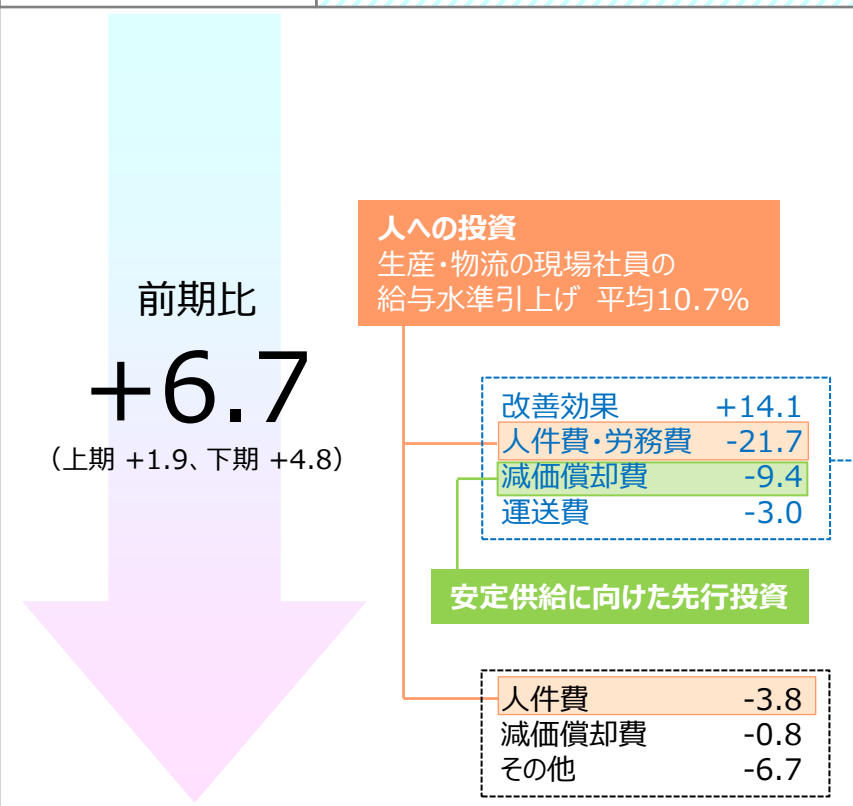 前期比
+6.7
（上期 +1.9、下期 +4.8）
人への投資
生産・物流の現場社員の
給与水準引上げ 平均10.7%
改善効果 +14.1
人件費・労務費 -21.7
減価償却費 -9.4
運送費 -3.0
安定供給に向けた先行投資
人件費 -3.8
減価償却費 -0.8
その他 -6.7